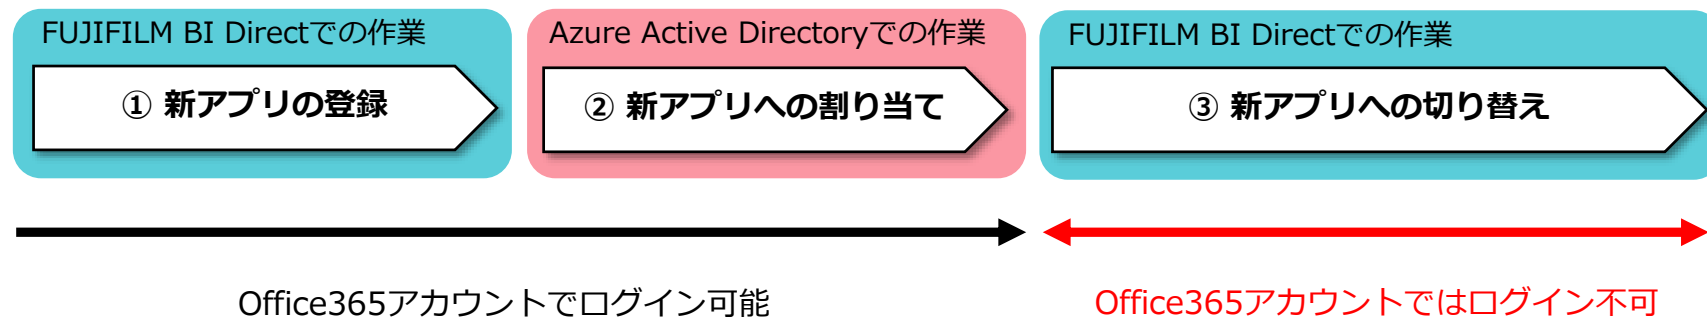 FUJIFILM BI Directでの作業
① 新アプリの登録
Azure Active Directoryでの作業
② 新アプリへの割り当て
FUJIFILM BI Directでの作業
③ 新アプリへの切り替え
Office365アカウントでログイン可能
Office365アカウントではログイン不可